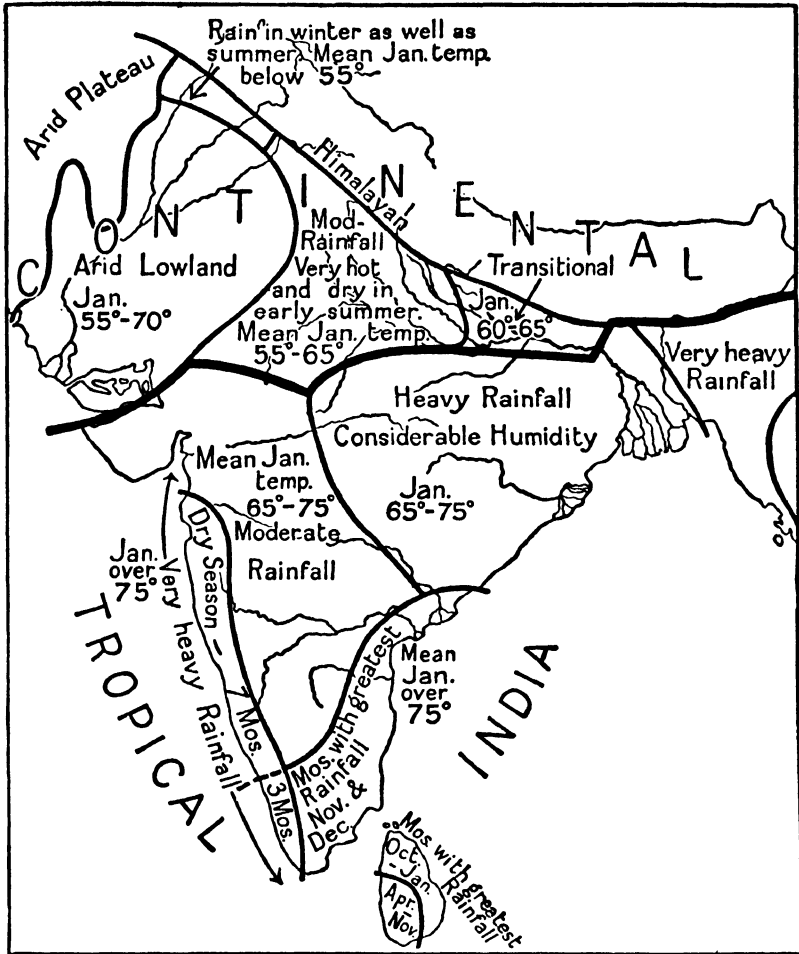 Rain in winter as well as
summer. Mean Jan. temp.
below 55°
Arid Plateau
Himalayan
CONTINENTAL
Mod-
Rainfall
Very hot
and dry in
early summer.
Mean Jan. temp.
55°-65°
Arid Lowland
Jan.
55°-70°
Transitional
Jan.
60°-65°
Very heavy
Rainfall
Heavy Rainfall
Considerable Humidity
Jan.
65°-75°
Mean Jan.
temp.
65°-75°
Moderate
Rainfall
Jan.
over
75°
Very heavy Rainfall
Dry Season - 7 Mos.
3 Mos.
Mean
Jan.
over
75°
Mos. with greatest
Rainfall
Nov. &
Dec.
TROPICAL
INDIA
Mos. with greatest
Rainfall
Oct.
-Jan.
Apr.
-
Nov.